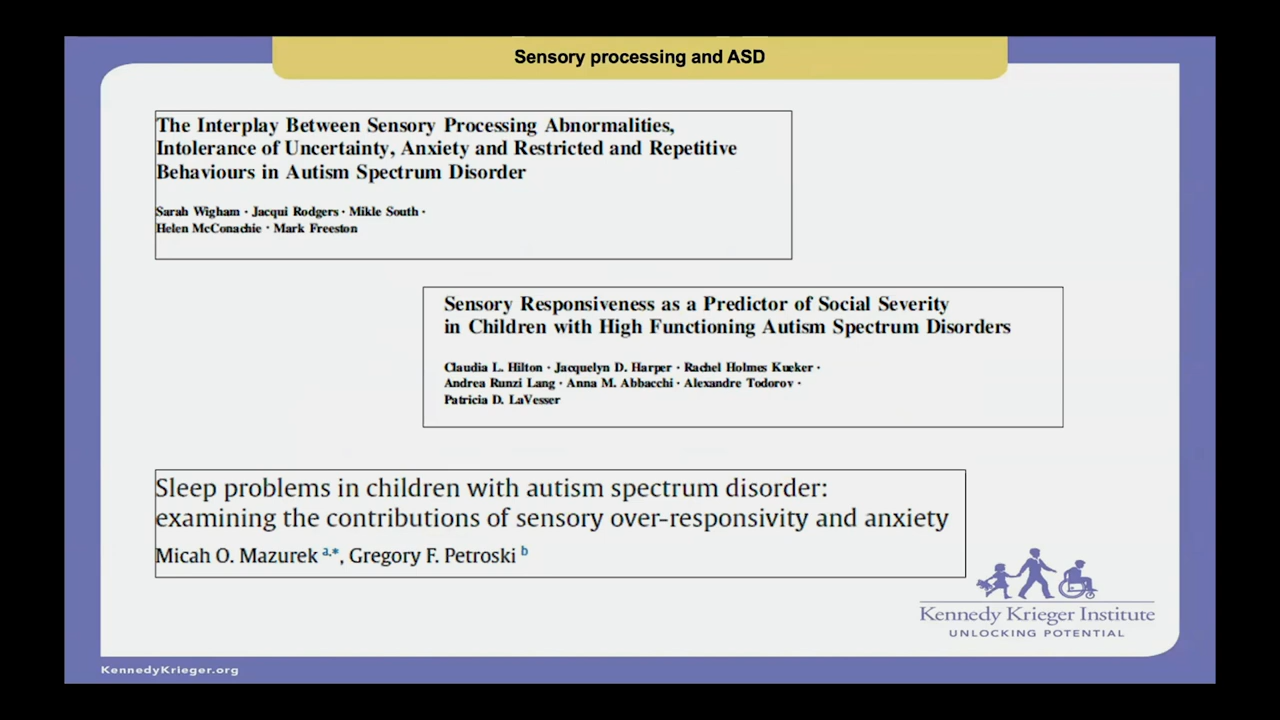 Sensory processing and ASD
The Interplay Between Sensory Processing Abnormalities,
Intolerance of Uncertainty, Anxiety and Restricted and Repetitive
Behaviours in Autism Spectrum Disorder
Sarah Wigham · Jacqui Rodgers · Mikle South ·
Helen McConachie · Mark Freeston
Sensory Responsiveness as a Predictor of Social Severity
in Children with High Functioning Autism Spectrum Disorders
Claudia L. Hilton · Jacquelyn D. Harper · Rachel Holmes Kueker ·
Andrea Runzi Lang · Anna M. Abbacchi · Alexandre Todorov ·
Patricia D. LaVesser
Sleep problems in children with autism spectrum disorder:
examining the contributions of sensory over-responsivity and anxiety
Micah O. Mazurek a,*, Gregory F. Petroski b
Kennedy Krieger Institute
UNLOCKING POTENTIAL
KennedyKrieger.org